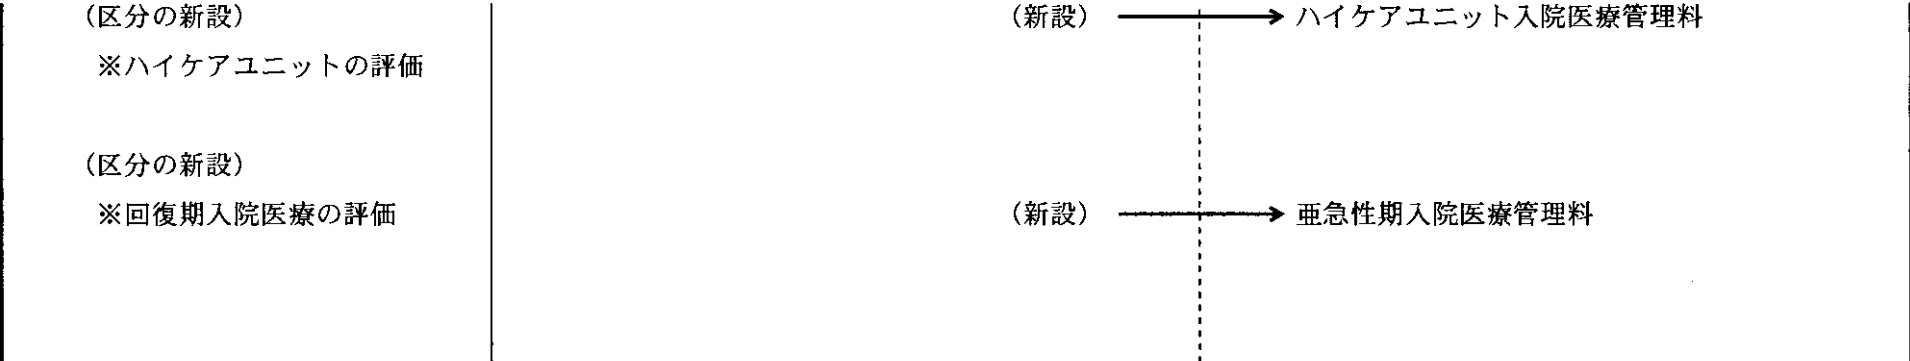 (区分の新設)
※ハイケアユニットの評価
(新設) → ハイケアユニット入院医療管理料
(区分の新設)
※回復期入院医療の評価
(新設) → 亜急性期入院医療管理料